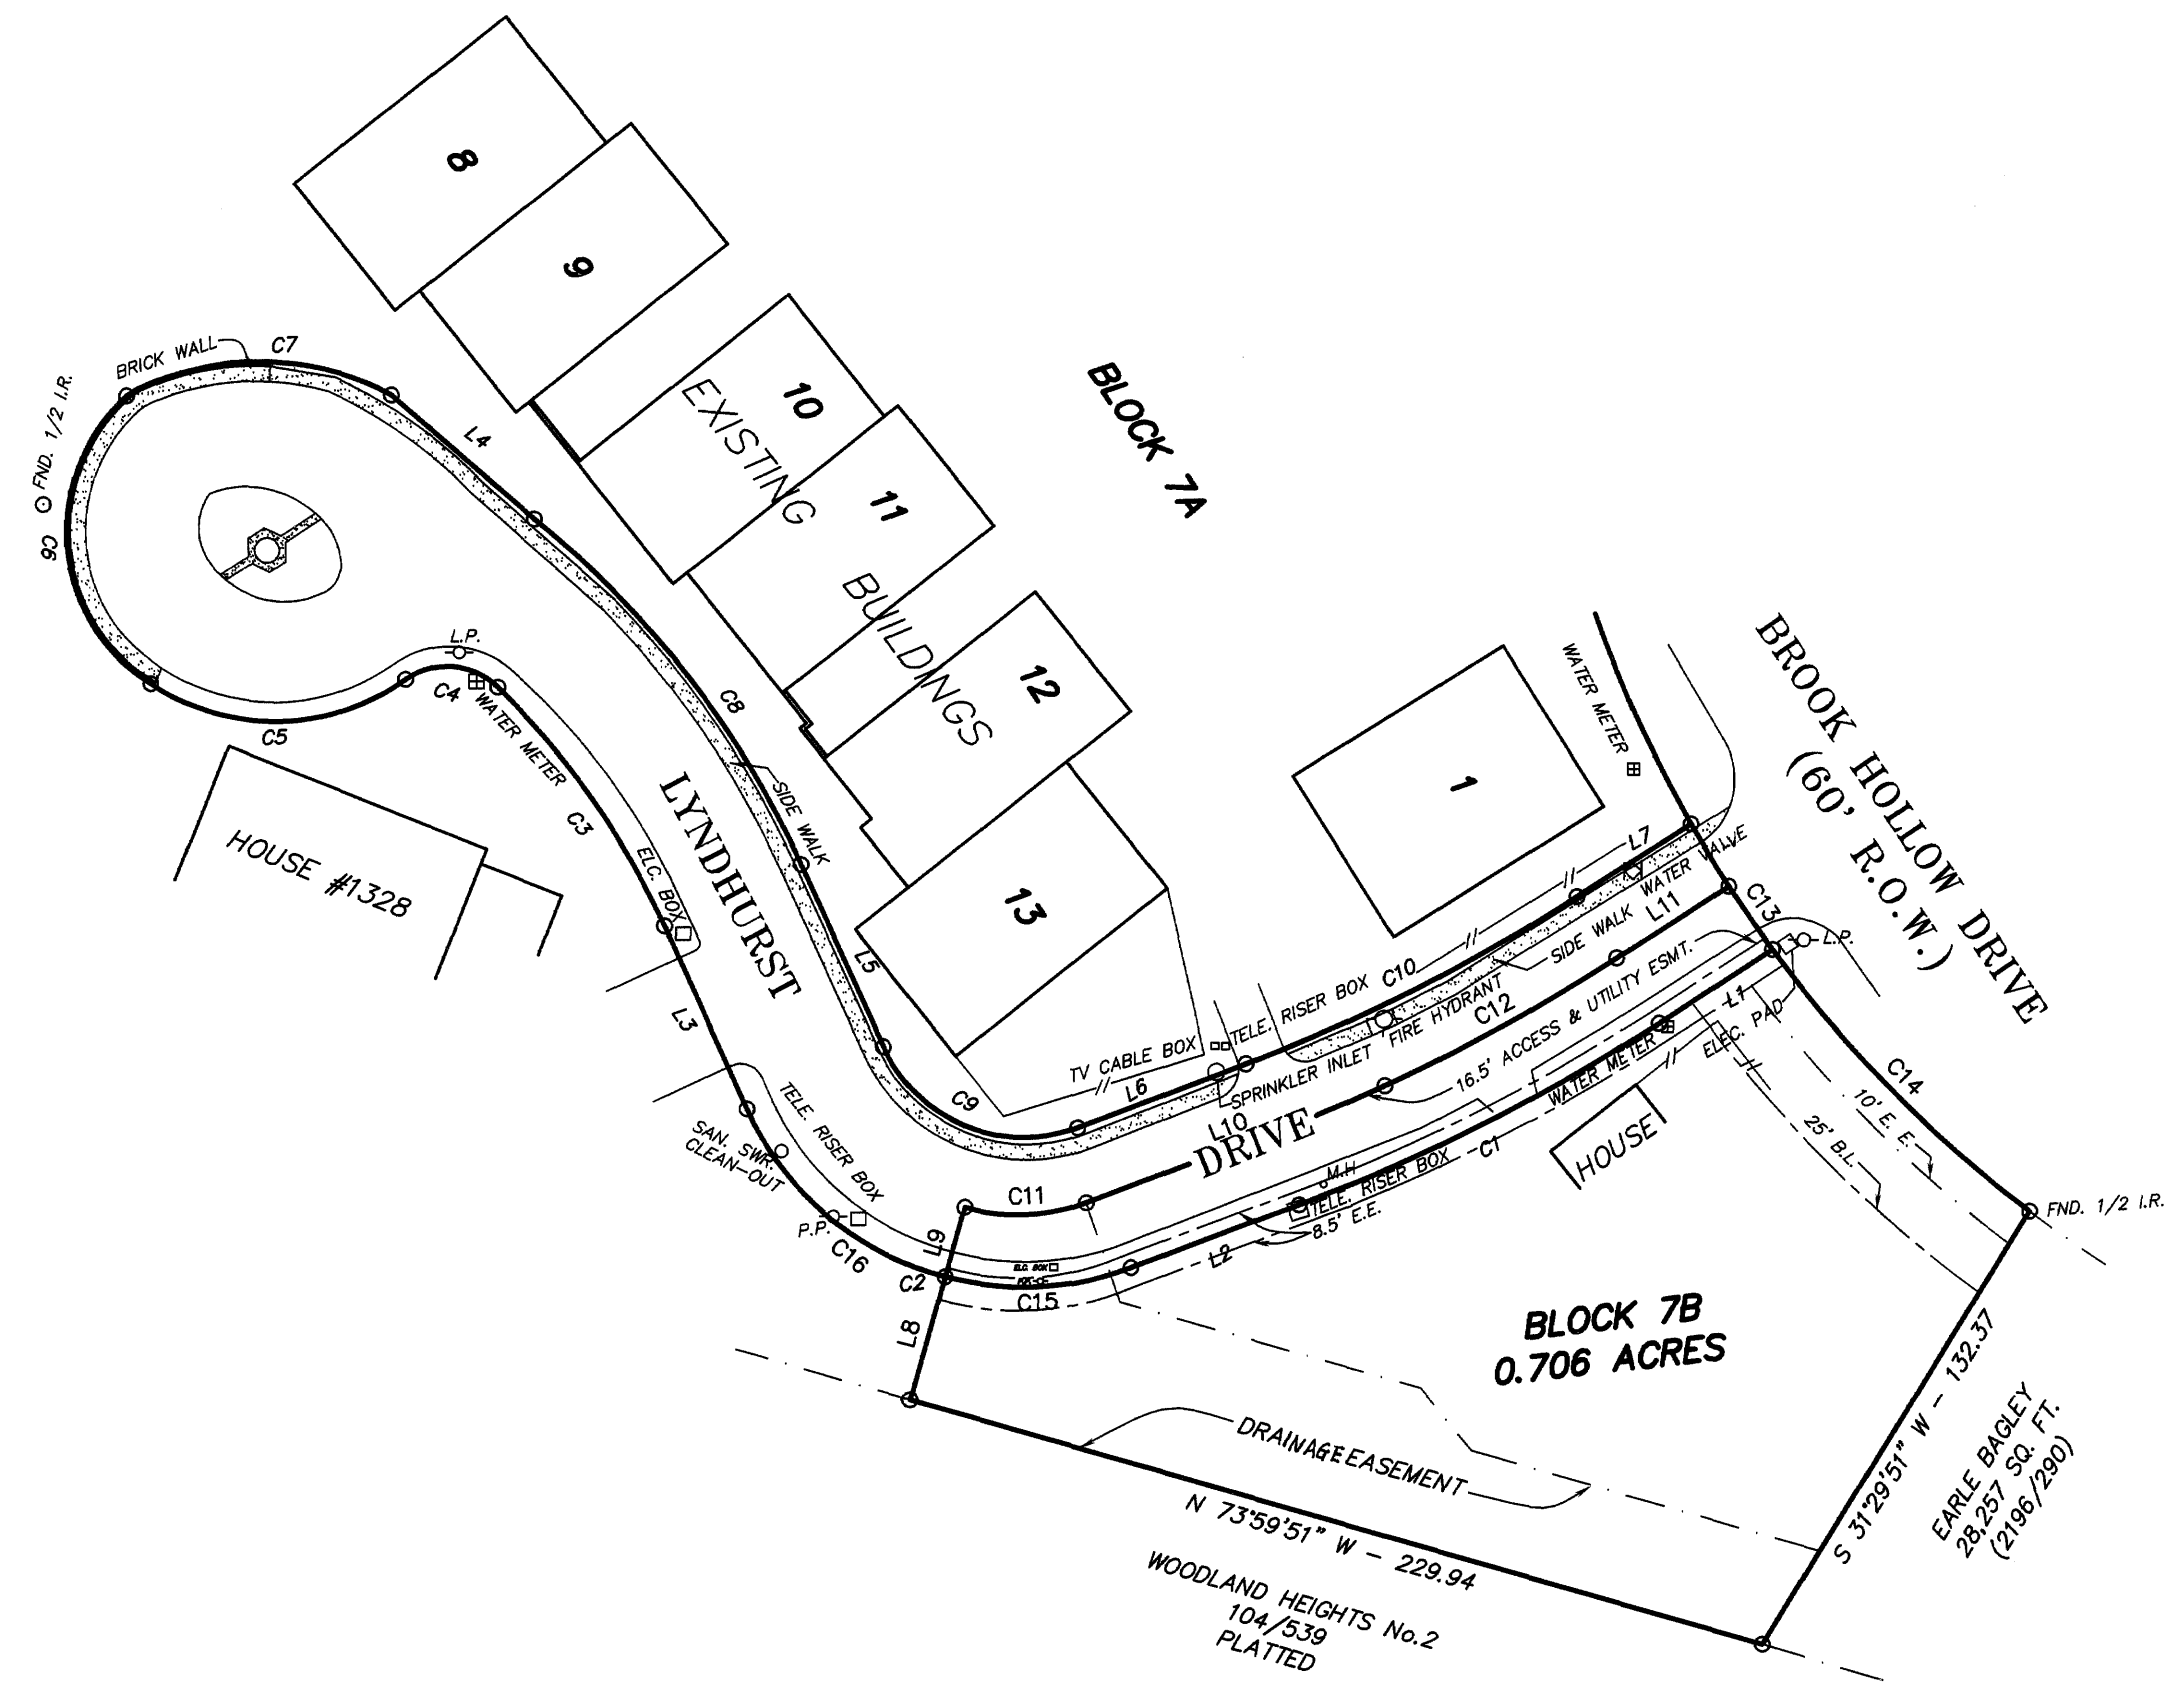 8
9
10
11
12
13
1
EXISTING
BUILDINGS
BLOCK 7A
BRICK WALL
C7
FND. 1/2 I.R.
C6
L4
L.P.
C4
WATER METER
C5
C3
C8
HOUSE #1328
ELC. BOX
LYNDHURST
SIDE WALK
L5
L3
C9
TELE. RISER BOX
SAN. SWR.
CLEAN-OUT
P.P.
C16
C2
L9
L8
C11
ELC. BOX
C15
TV CABLE BOX
L6
TELE. RISER BOX
C10
SPRINKLER INLET
FIRE HYDRANT
L10
DRIVE
WATER METER
L7
WATER VALVE
SIDE WALK
L11
C12
16.5' ACCESS & UTILITY ESMT.
C13
L.P.
L1
ELEC. PAD
WATER METER
C1
HOUSE
M.H
TELE. RISER BOX
8.5' E.E.
L2
BROOK HOLLOW DRIVE
(60' R.O.W.)
C14
10' E. E.
25' B.L.
FND. 1/2 I.R.
BLOCK 7B
0.706 ACRES
DRAINAGE EASEMENT
N 73°59'51" W - 229.94
S 31°29'51" W - 132.37
EARLE BAGLEY
28,257 SQ. FT.
(2196/290)
WOODLAND HEIGHTS No.2
104/539
PLATTED